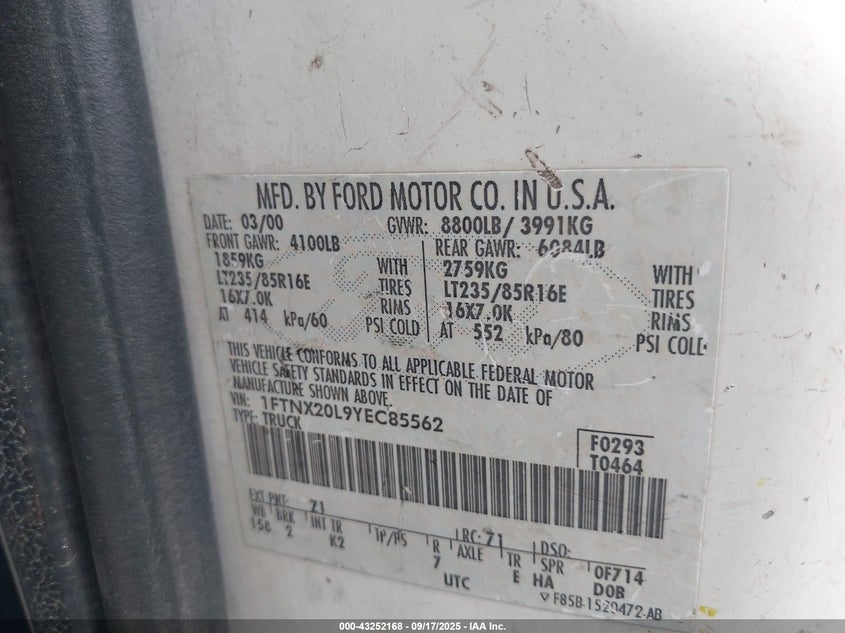 MFD. BY FORD MOTOR CO. IN U.S.A.
DATE: 03/00 GVWR: 8800LB/ 3991KG
FRONT GAWR: 4100LB REAR GAWR: 6084LB
1859KG WITH 2759KG WITH
LT235/85R16E TIRES LT235/85R16E TIRES
16X7.0K RIMS 16X7.0K RIMS
AT 414 kPa/60 PSI COLD AT 552 kPa/80 PSI COLD
THIS VEHICLE CONFORMS TO ALL APPLICABLE FEDERAL MOTOR
VEHICLE SAFETY STANDARDS IN EFFECT ON THE DATE OF
MANUFACTURE SHOWN ABOVE.
VIN: 1FTNX20L9YEC85562
TYPE: TRUCK
F0293
T0464
EXT PNT: Z1 RC: 71 DSO:
WB BRK INT TR TP/PS R AXLE TR SPR 0F714
158 2 K2 7 E HA D0B
UTC
F85B-1520472-AB
000-43252168 - 09/17/2025 - IAA Inc.